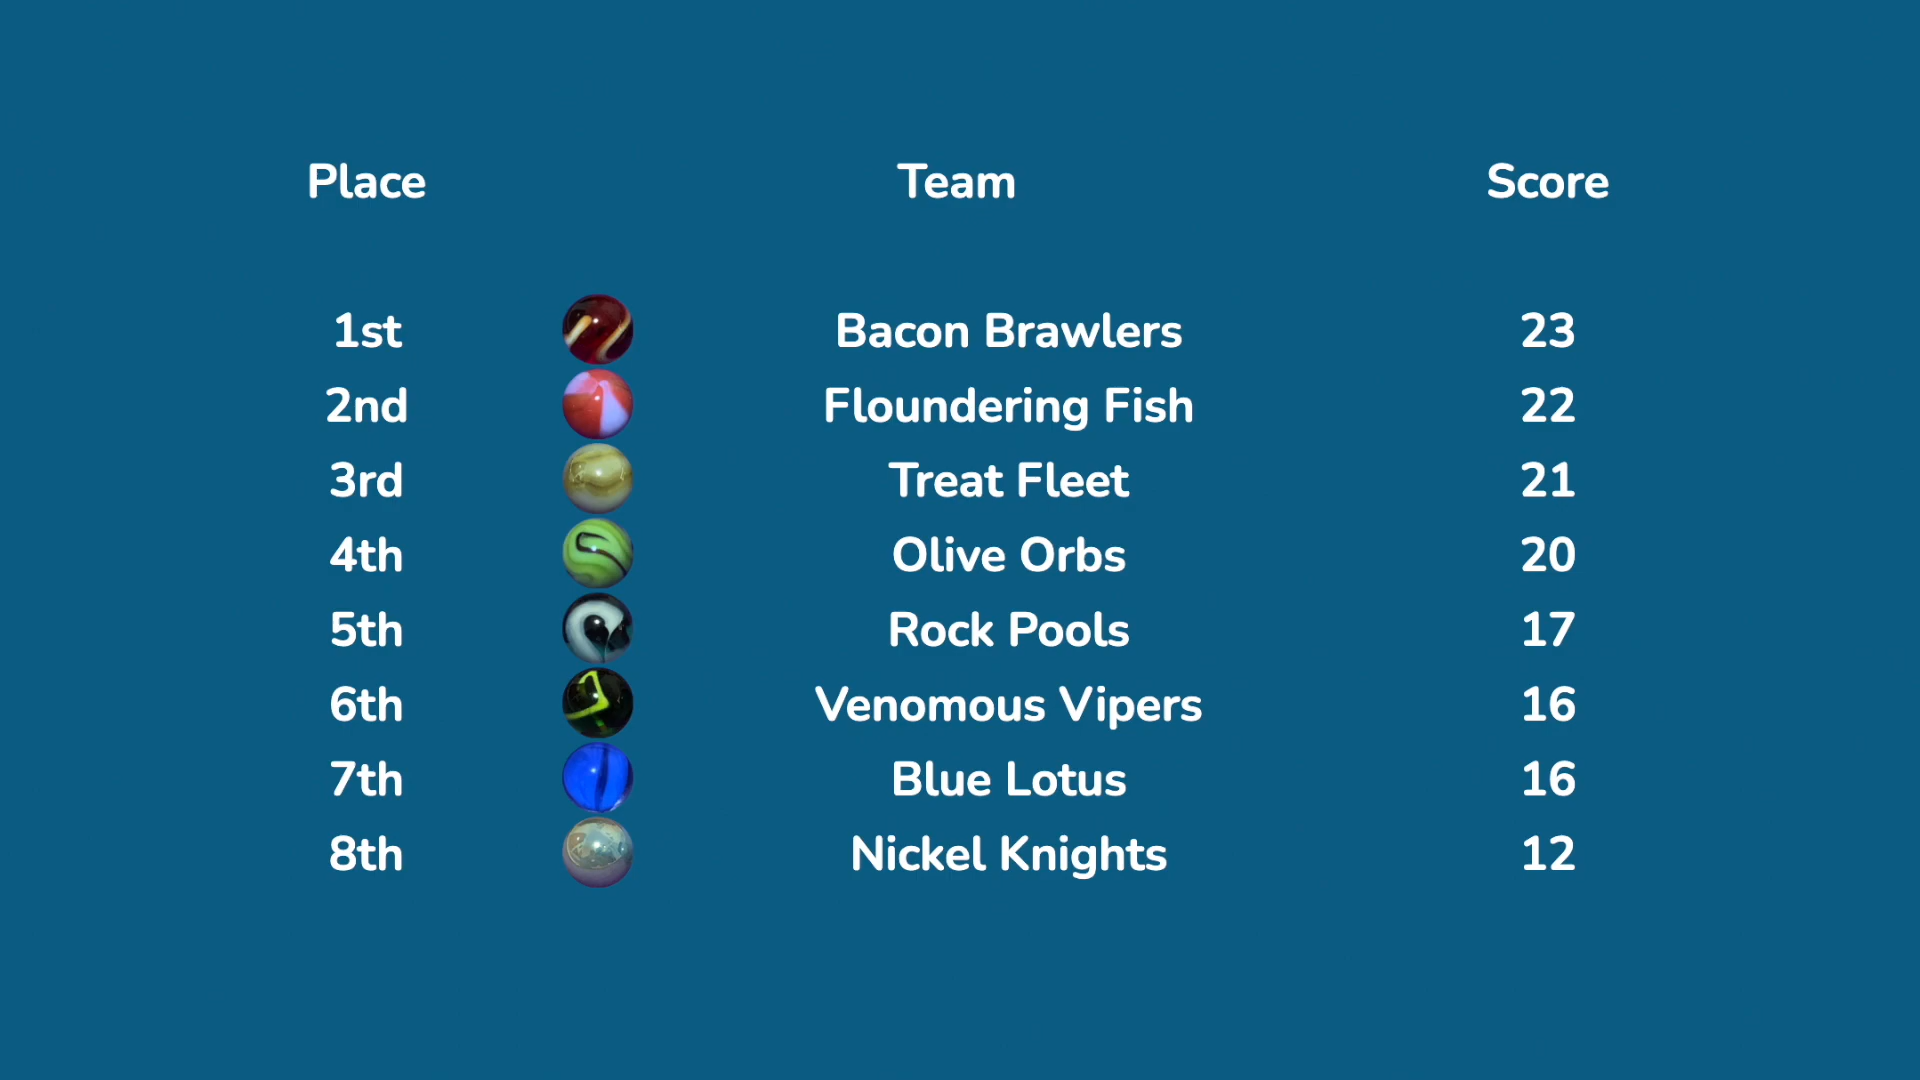 Place Team Score
1st Bacon Brawlers 23
2nd Floundering Fish 22
3rd Treat Fleet 21
4th Olive Orbs 20
5th Rock Pools 17
6th Venomous Vipers 16
7th Blue Lotus 16
8th Nickel Knights 12